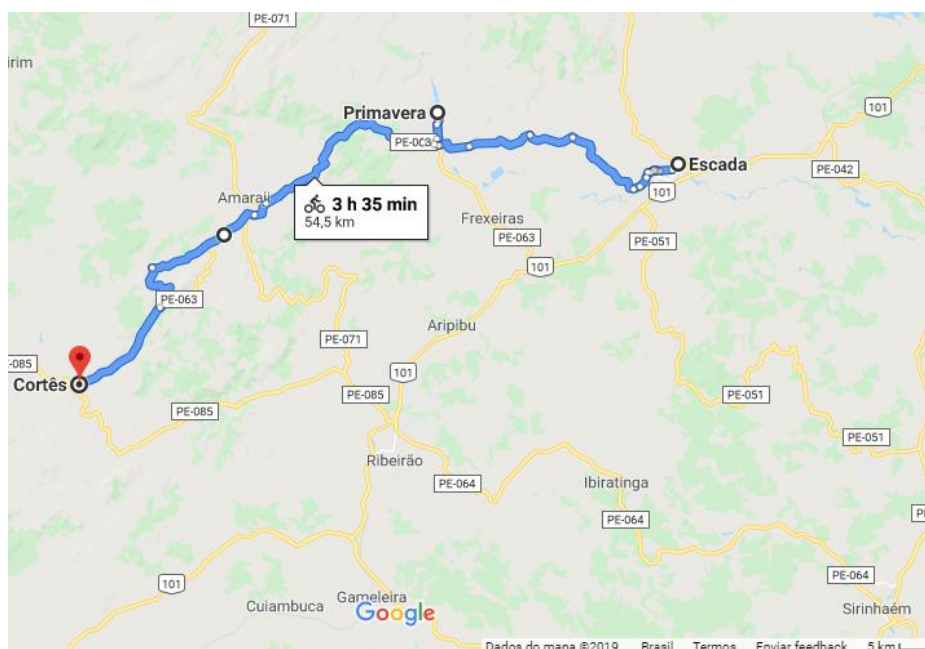 PE-071
irim
101
Primavera
PE-063
Escada
PE-042
101
Amaraji
3 h 35 min
54,5 km
Frexeiras
PE-063
PE-051
101
PE-063
Aripibu
PE-071
-085
Cortês
101
PE-085
PE-085
PE-051
PE-051
Ribeirão
PE-064
Ibiratinga
PE-064
PE-064
101
Cuiambuca
Gameleira
Google
Sirinhaém
Dados do mapa ©2019 Brasil Termos Enviar feedback 5 km